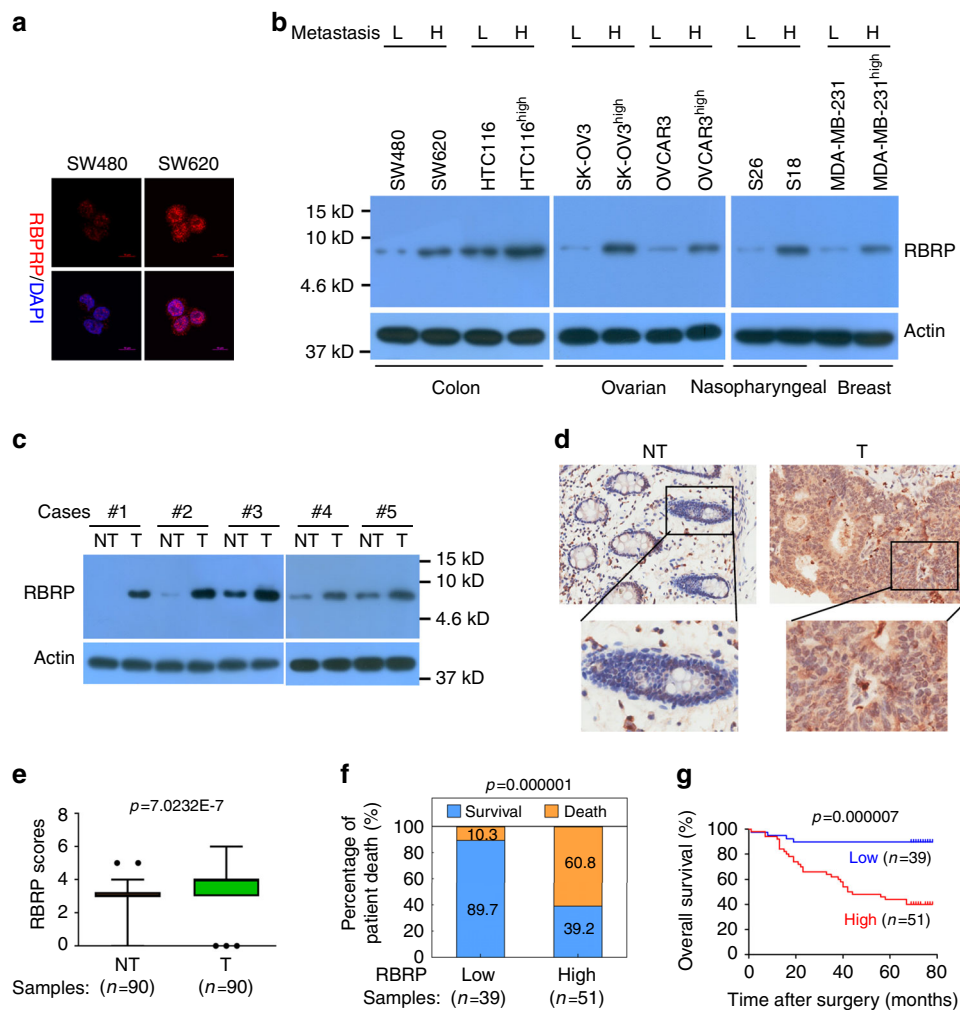 a
SW480 SW620
RBPRP/DAPI
b
Metastasis L H L H L H L H L H L H
SW480 SW620 HTC116 HTC116high SK-OV3 SK-OV3high OVCAR3 OVCAR3high S26 S18 MDA-MB-231 MDA-MB-231high
15 kD
10 kD
RBRP
4.6 kD
Actin
37 kD
Colon Ovarian Nasopharyngeal Breast
c
Cases #1 #2 #3 #4 #5
NT T NT T NT T NT T NT T
15 kD
10 kD
RBRP
4.6 kD
Actin
37 kD
d
NT T
e
p=7.0232E-7
RBRP scores
8
6
4
2
0
NT T
Samples: (n=90) (n=90)
f
p=0.000001
Survival Death
Percentage of
patient death (%)
100
80
60
40
20
0
10.3
89.7
60.8
39.2
RBRP Low High
Samples: (n=39) (n=51)
g
p=0.000007
Overall survival (%)
100
80
60
40
20
0
Low (n=39)
High (n=51)
0 20 40 60 80
Time after surgery (months)